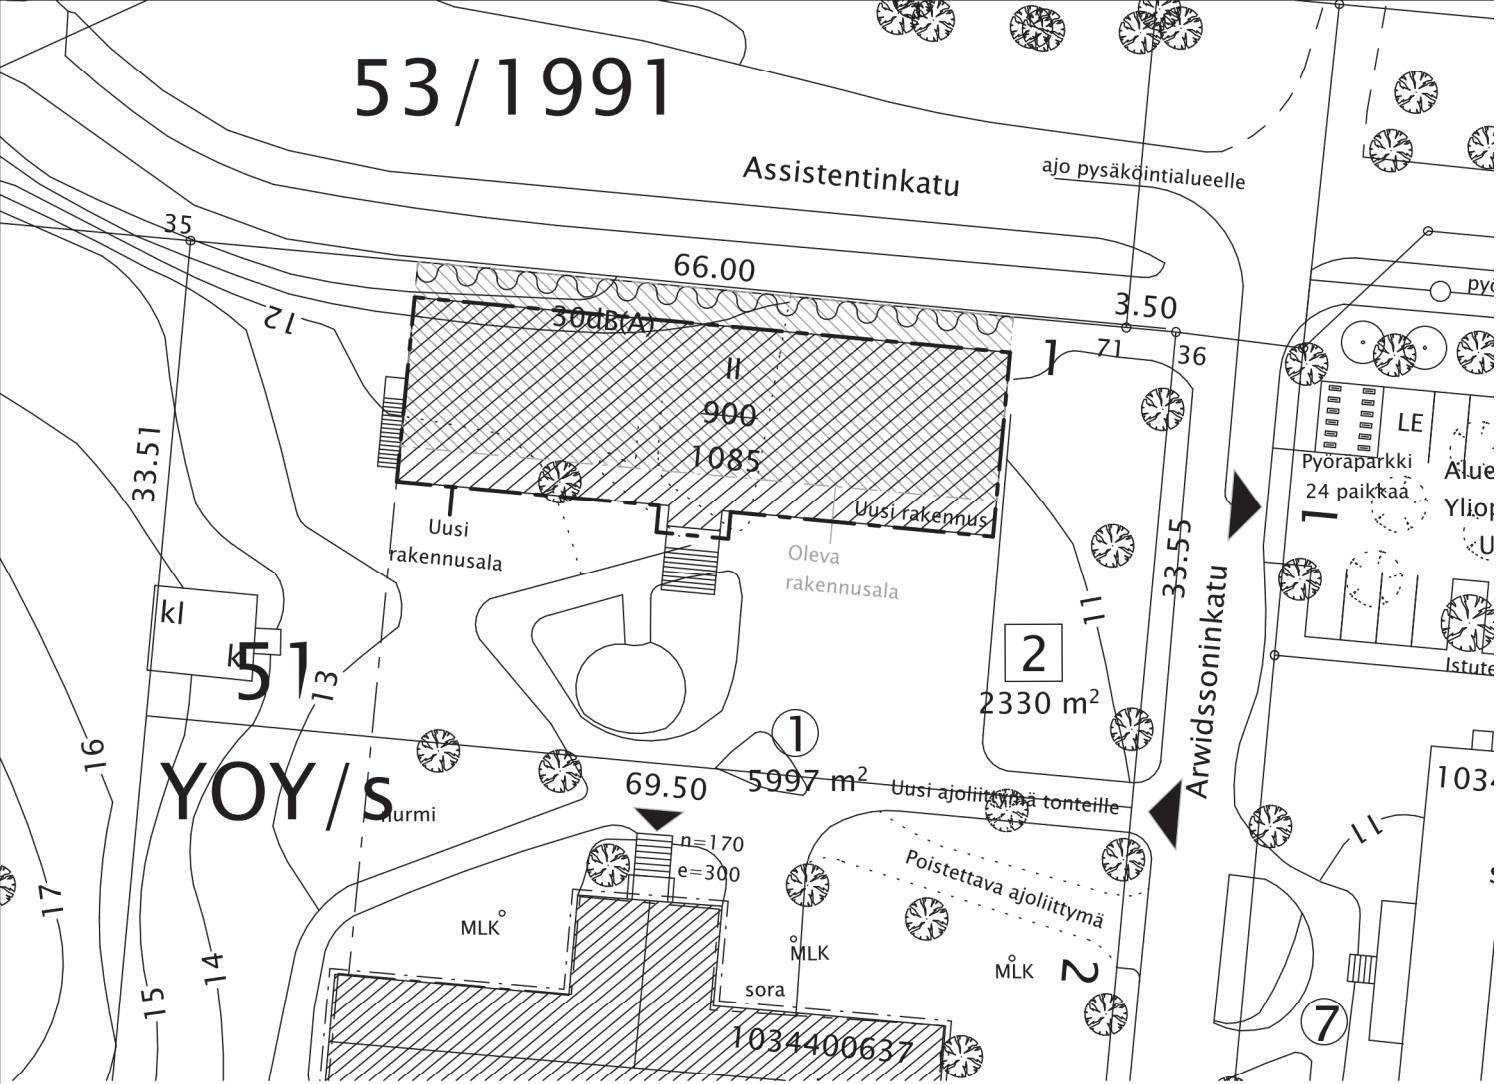 53/1991
Assistentinkatu
ajo pysäköintialueelle
35
66.00
3.50
pyö
12
30dB(A)
1
71
36
II
900
1085
LE
33.51
Pyöräparkki
24 paikkaa
1
Alue
Yliop
U
Uusi rakennus
Uusi
rakennusala
Oleva
rakennusala
33.55
Arwidssoninkatu
11
kl
k
51
13
2
2330 m²
Istute
16
1
5997 m²
69.50
Uusi ajoliittymä tonteille
YOY/s
nurmi
n=170
e=300
1034
11
Poistettava ajoliittymä
17
MLK
MLK
MLK
14
15
sora
2
7
s
1034400637